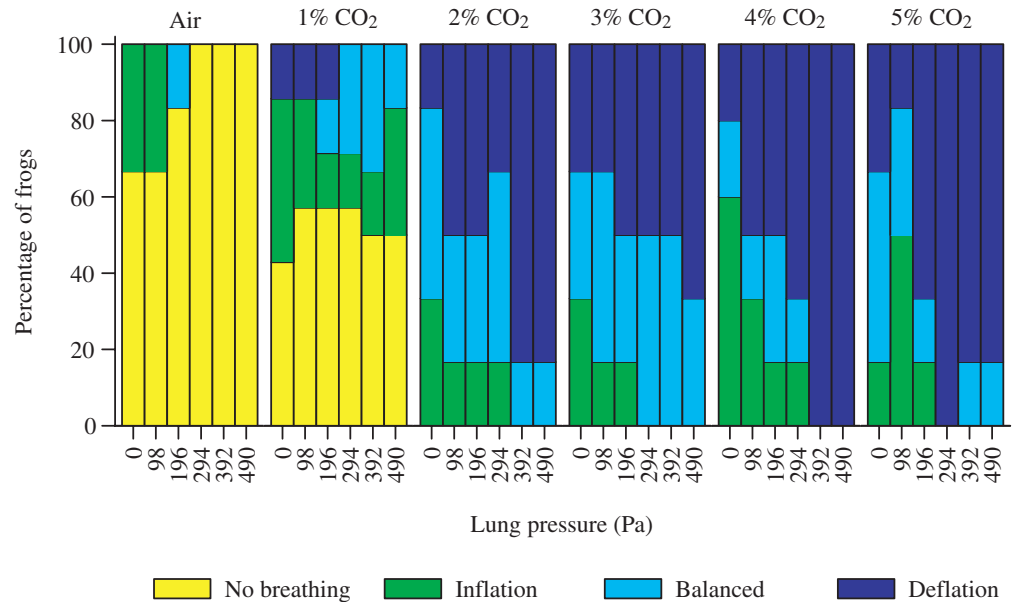 Air 1% CO₂ 2% CO₂ 3% CO₂ 4% CO₂ 5% CO₂
100
80
60
40
20
0
Percentage of frogs
0 98 196 294 392 490 0 98 196 294 392 490 0 98 196 294 392 490 0 98 196 294 392 490 0 98 196 294 392 490 0 98 196 294 392 490
Lung pressure (Pa)
No breathing Inflation Balanced Deflation